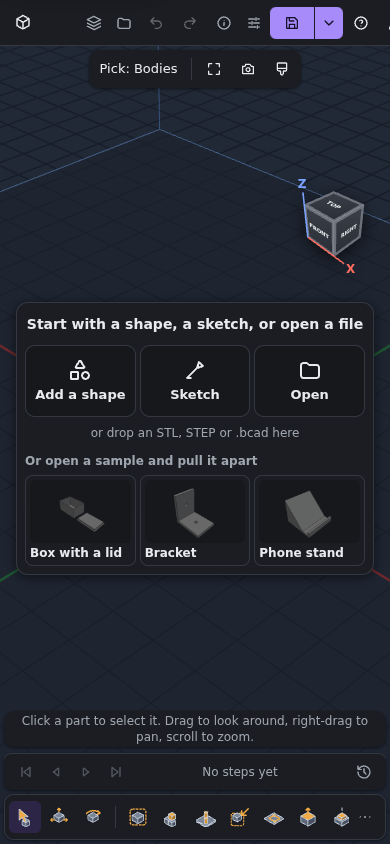 Pick: Bodies
Z
TOP
FRONT
RIGHT
X
Start with a shape, a sketch, or open a file
Add a shape
Sketch
Open
or drop an STL, STEP or .bcad here
Or open a sample and pull it apart
Box with a lid
Bracket
Phone stand
Click a part to select it. Drag to look around, right-drag to
pan, scroll to zoom.
No steps yet